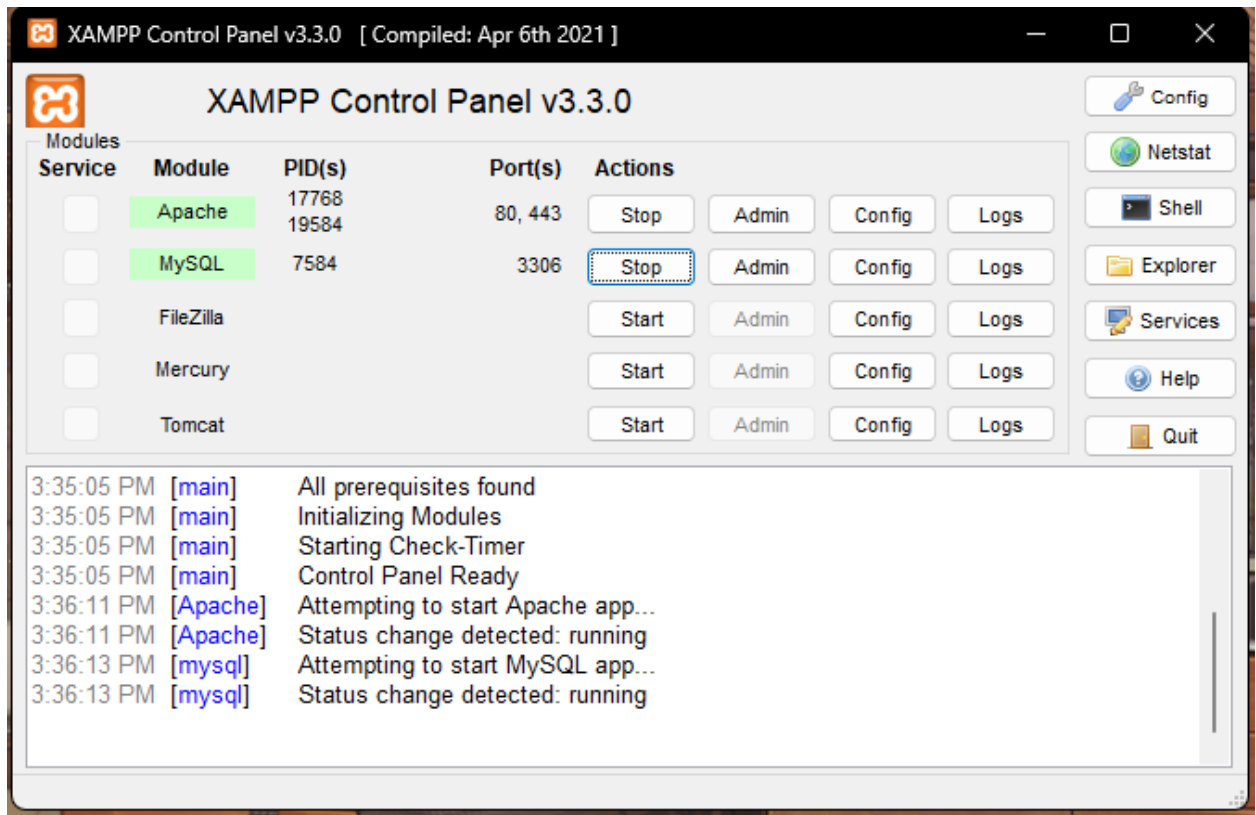 XAMPP Control Panel v3.3.0 [ Compiled: Apr 6th 2021 ]
XAMPP Control Panel v3.3.0
Config
Modules
Netstat
Service Module PID(s) Port(s) Actions
Apache 17768 80, 443 Stop Admin Config Logs
19584
Shell
MySQL 7584 3306 Stop Admin Config Logs
Explorer
FileZilla Start Admin Config Logs
Services
Mercury Start Admin Config Logs
Help
Tomcat Start Admin Config Logs
Quit
3:35:05 PM [main] All prerequisites found
3:35:05 PM [main] Initializing Modules
3:35:05 PM [main] Starting Check-Timer
3:35:05 PM [main] Control Panel Ready
3:36:11 PM [Apache] Attempting to start Apache app...
3:36:11 PM [Apache] Status change detected: running
3:36:13 PM [mysql] Attempting to start MySQL app...
3:36:13 PM [mysql] Status change detected: running